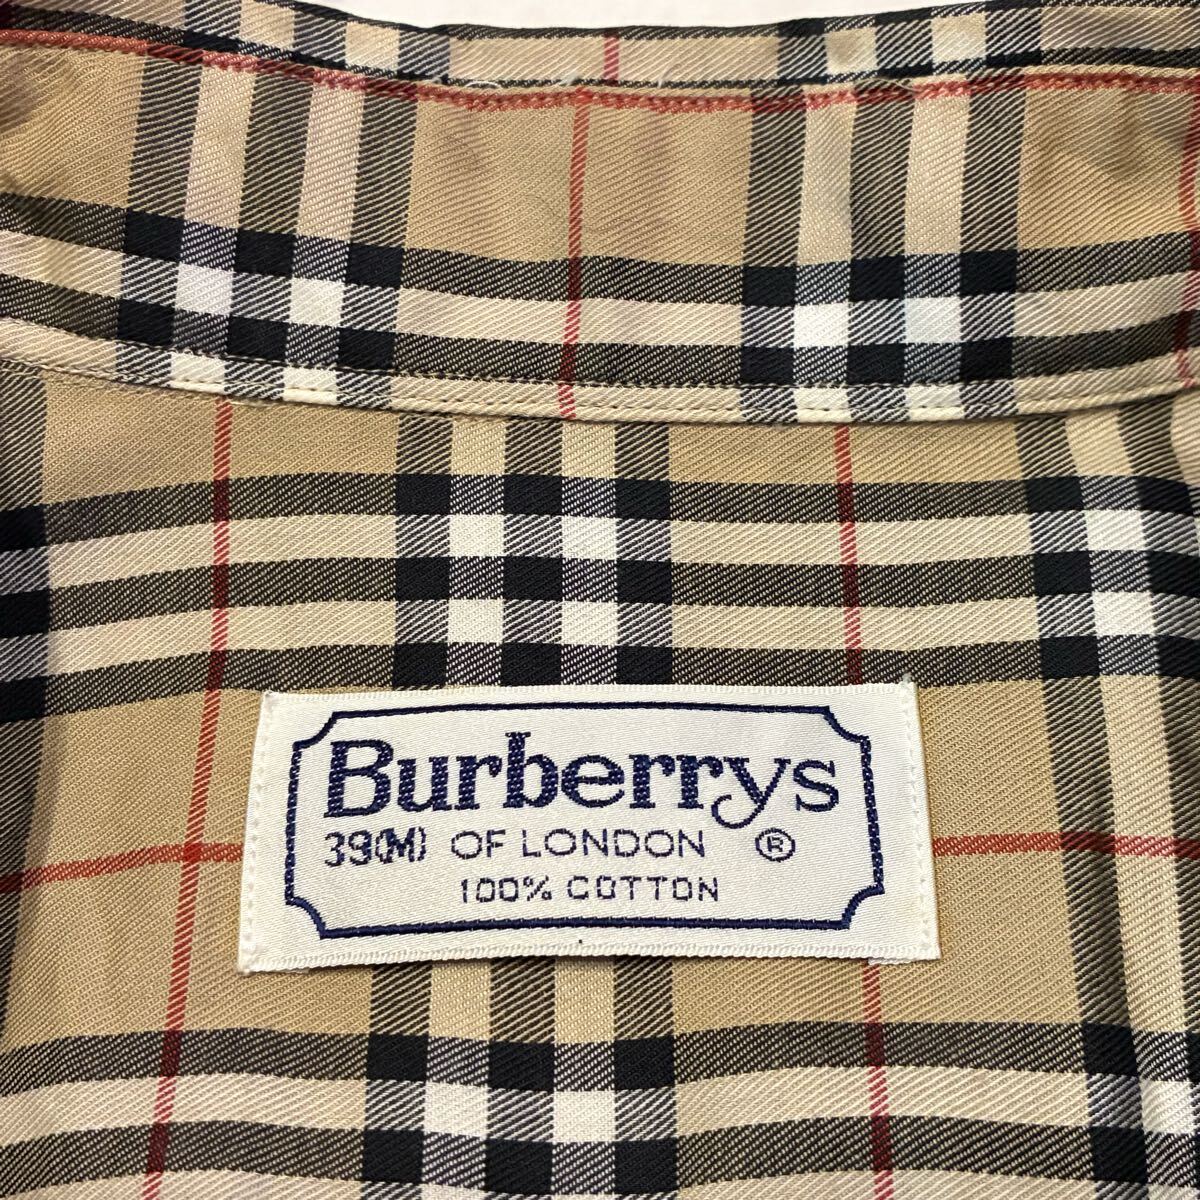 Burberrys
39(M) OF LONDON ®
100% COTTON